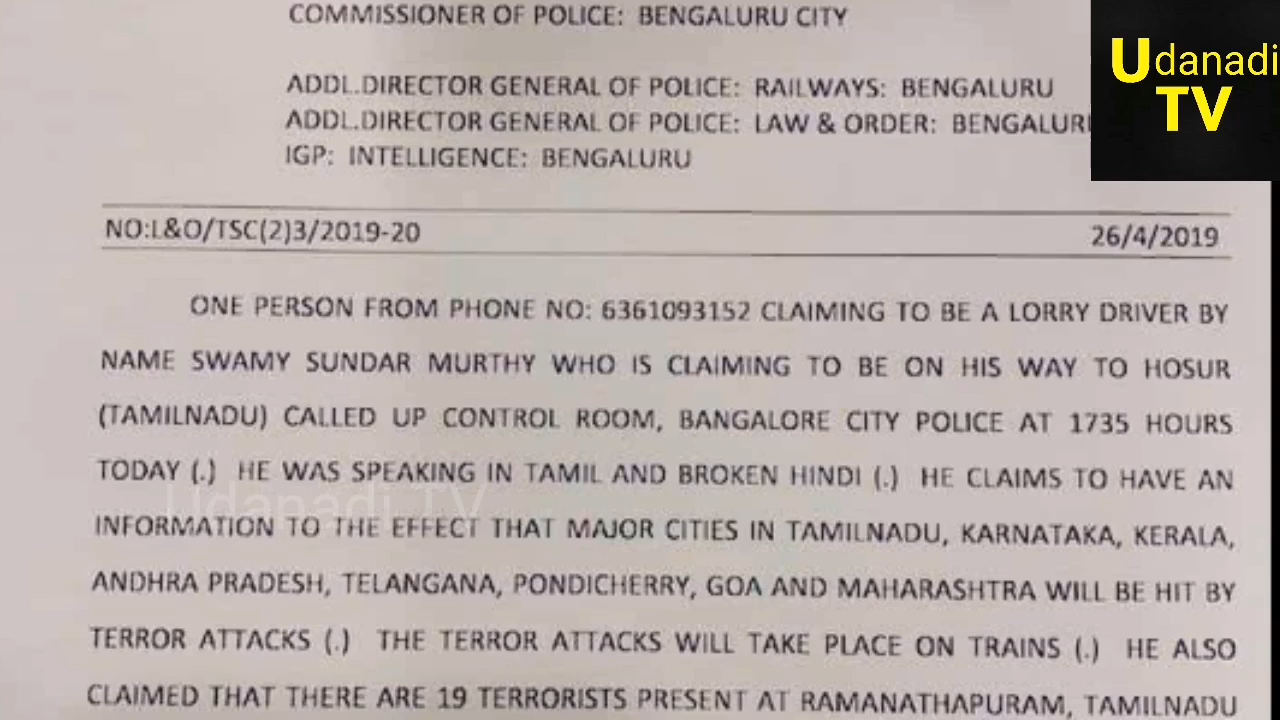 COMMISSIONER OF POLICE: BENGALURU CITY
Udanadi
TV
ADDL.DIRECTOR GENERAL OF POLICE: RAILWAYS: BENGALURU
ADDL.DIRECTOR GENERAL OF POLICE: LAW & ORDER: BENGALURU
IGP: INTELLIGENCE: BENGALURU
NO:L&O/TSC(2)3/2019-20 26/4/2019
ONE PERSON FROM PHONE NO: 6361093152 CLAIMING TO BE A LORRY DRIVER BY
NAME SWAMY SUNDAR MURTHY WHO IS CLAIMING TO BE ON HIS WAY TO HOSUR
(TAMILNADU) CALLED UP CONTROL ROOM, BANGALORE CITY POLICE AT 1735 HOURS
TODAY (.) HE WAS SPEAKING IN TAMIL AND BROKEN HINDI (.) HE CLAIMS TO HAVE AN
Udanadi TV
INFORMATION TO THE EFFECT THAT MAJOR CITIES IN TAMILNADU, KARNATAKA, KERALA,
ANDHRA PRADESH, TELANGANA, PONDICHERRY, GOA AND MAHARASHTRA WILL BE HIT BY
TERROR ATTACKS (.) THE TERROR ATTACKS WILL TAKE PLACE ON TRAINS (.) HE ALSO
CLAIMED THAT THERE ARE 19 TERRORISTS PRESENT AT RAMANATHAPURAM, TAMILNADU